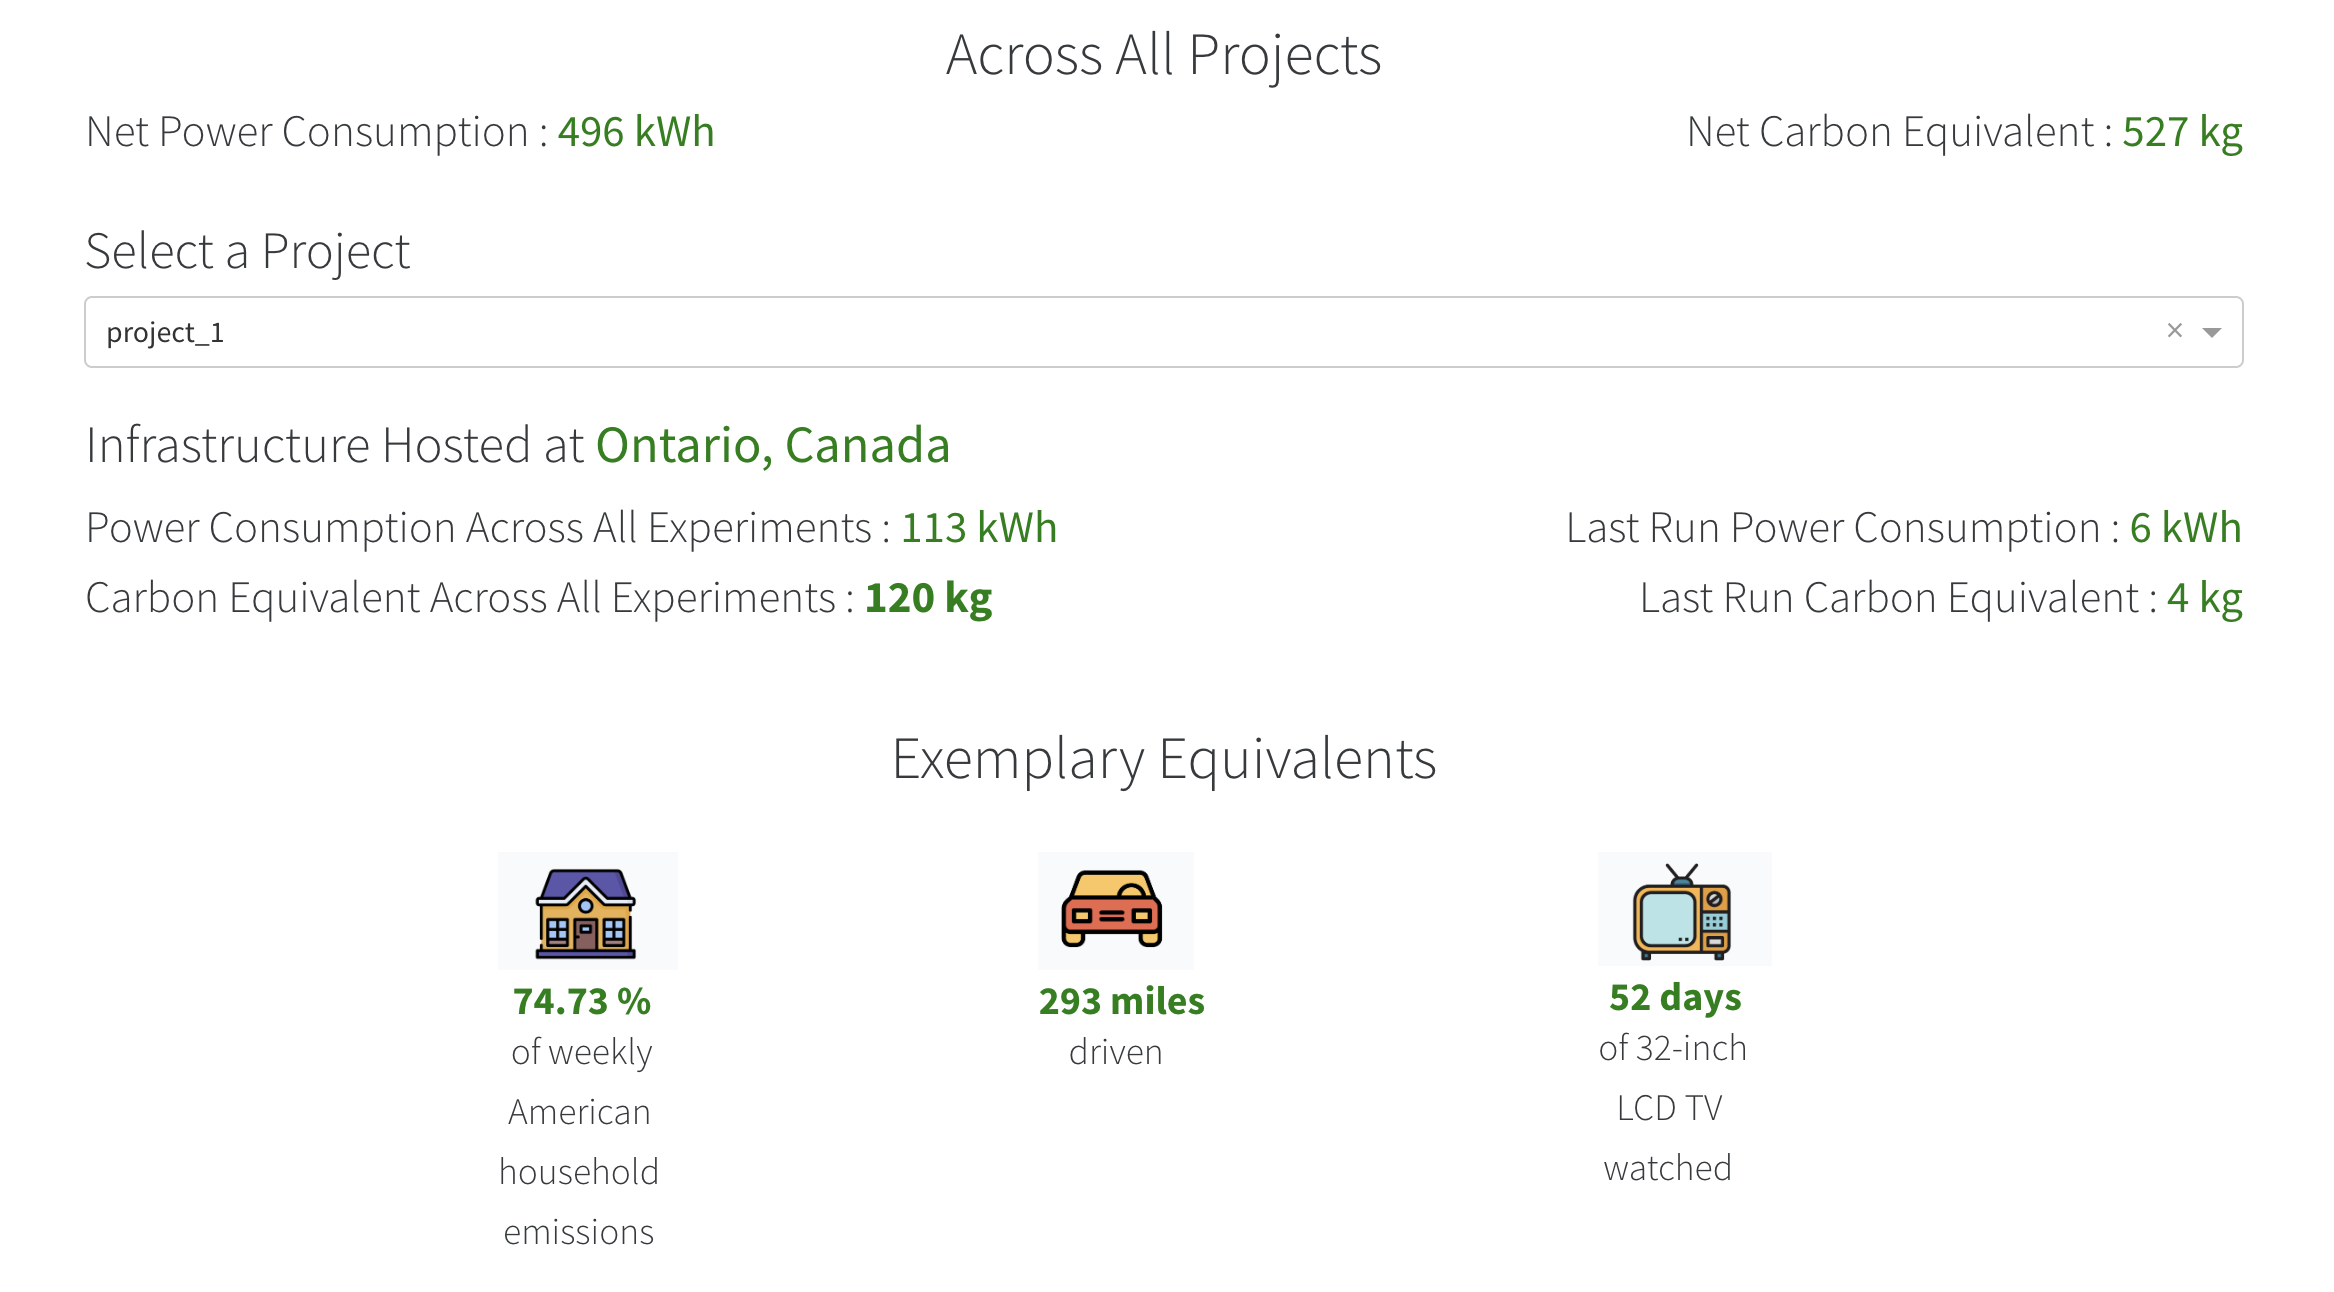 Across All Projects
Net Power Consumption : 496 kWh
Net Carbon Equivalent : 527 kg
Select a Project
project_1
Infrastructure Hosted at Ontario, Canada
Power Consumption Across All Experiments : 113 kWh
Last Run Power Consumption : 6 kWh
Carbon Equivalent Across All Experiments : 120 kg
Last Run Carbon Equivalent : 4 kg
Exemplary Equivalents
74.73 %
of weekly
American
household
emissions
293 miles
driven
52 days
of 32-inch
LCD TV
watched